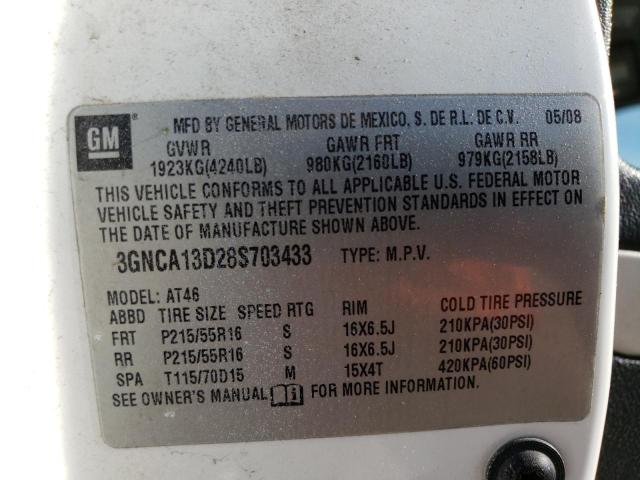 GM
MFD BY GENERAL MOTORS DE MEXICO, S. DE R.L. DE C.V. 05/08
GVWR GAWR FRT GAWR RR
1923KG(4240LB) 980KG(2160LB) 979KG(2158LB)
THIS VEHICLE CONFORMS TO ALL APPLICABLE U.S. FEDERAL MOTOR
VEHICLE SAFETY AND THEFT PREVENTION STANDARDS IN EFFECT ON
THE DATE OF MANUFACTURE SHOWN ABOVE.
3GNCA13D28S703433 TYPE: M.P.V.
MODEL: AT46
ABBD TIRE SIZE SPEED RTG RIM COLD TIRE PRESSURE
FRT P215/55R16 S 16X6.5J 210KPA(30PSI)
RR P215/55R16 S 16X6.5J 210KPA(30PSI)
SPA T115/70D15 M 15X4T 420KPA(60PSI)
SEE OWNER'S MANUAL FOR MORE INFORMATION.